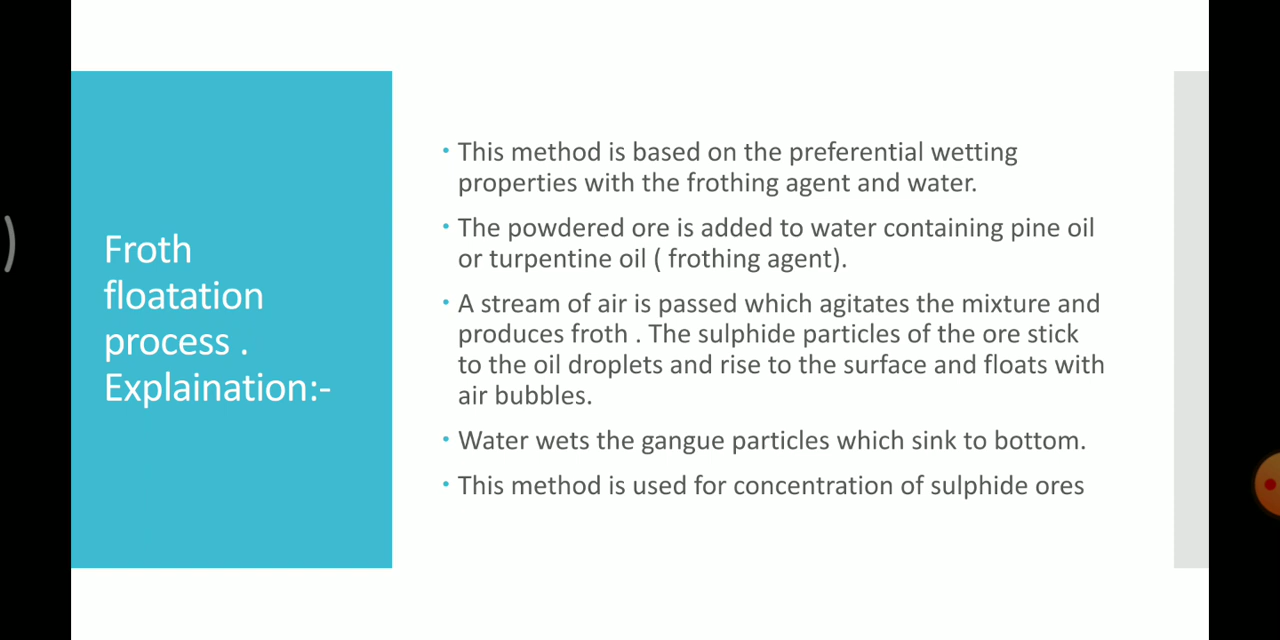 Froth
floatation
process .
Explaination:-
• This method is based on the preferential wetting
properties with the frothing agent and water.
• The powdered ore is added to water containing pine oil
or turpentine oil ( frothing agent).
• A stream of air is passed which agitates the mixture and
produces froth . The sulphide particles of the ore stick
to the oil droplets and rise to the surface and floats with
air bubbles.
• Water wets the gangue particles which sink to bottom.
• This method is used for concentration of sulphide ores